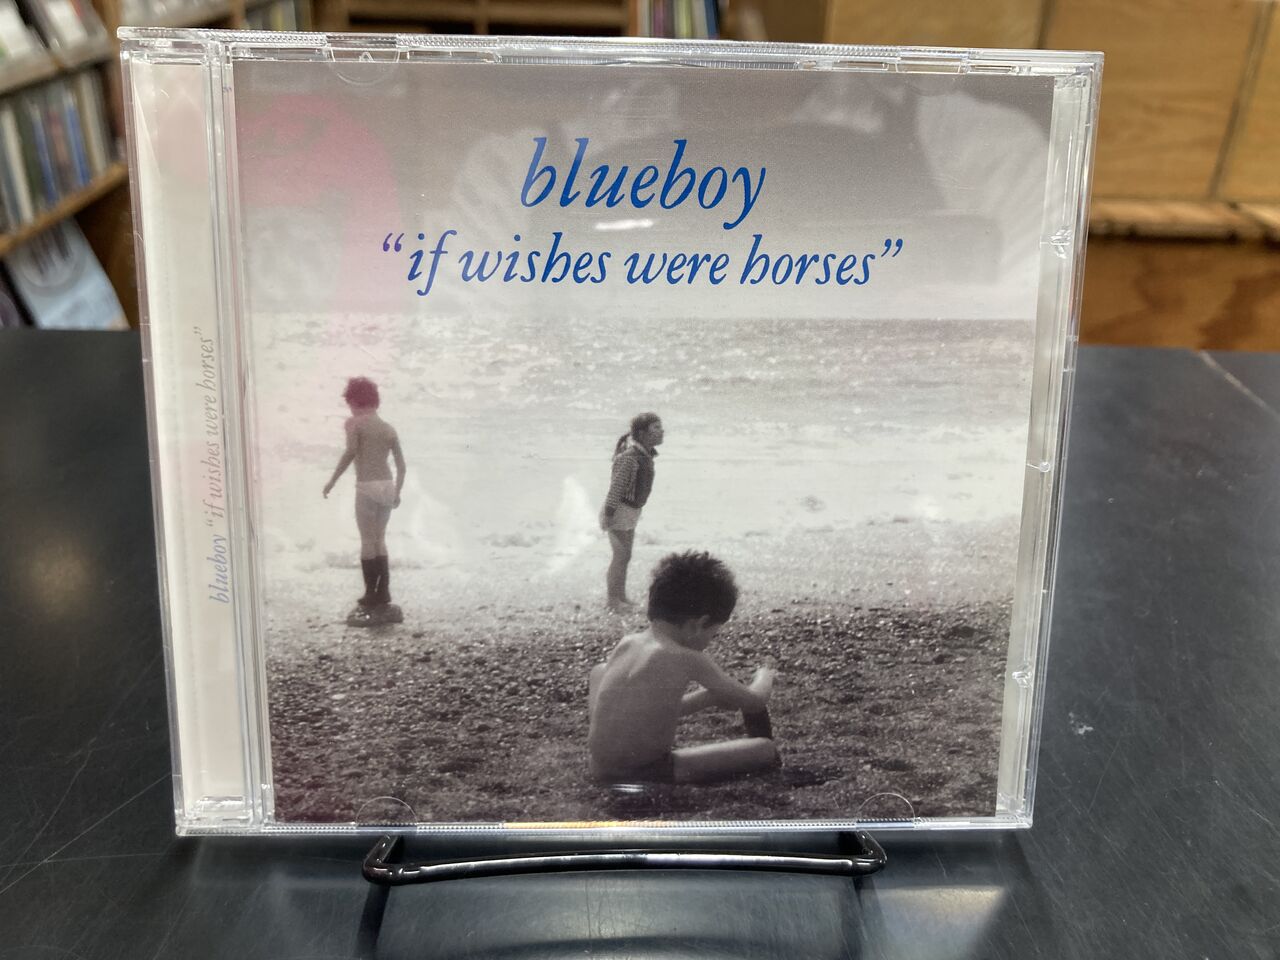 blueboy
“if wishes were horses”
blueboy “if wishes were horses”